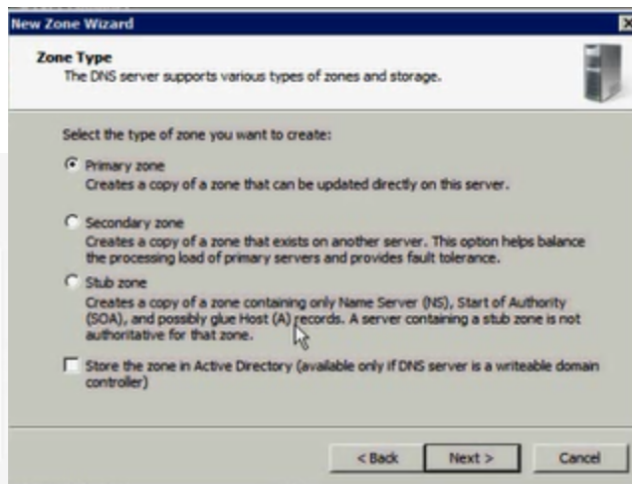 New Zone Wizard
Zone Type
The DNS server supports various types of zones and storage.
Select the type of zone you want to create:
Primary zone
Creates a copy of a zone that can be updated directly on this server.
Secondary zone
Creates a copy of a zone that exists on another server. This option helps balance
the processing load of primary servers and provides fault tolerance.
Stub zone
Creates a copy of a zone containing only Name Server (NS), Start of Authority
(SOA), and possibly glue Host (A) records. A server containing a stub zone is not
authoritative for that zone.
Store the zone in Active Directory (available only if DNS server is a writeable domain
controller)
< Back Next > Cancel